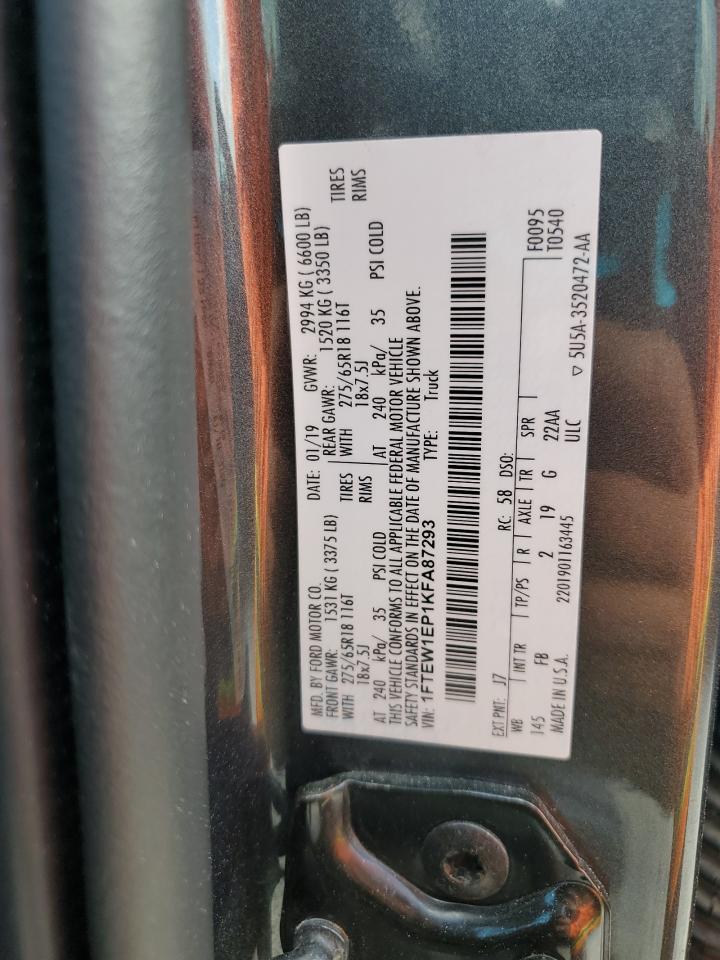 MFD. BY FORD MOTOR CO.
DATE: 01/19 GVWR: 2994 KG ( 6600 LB)
FRONT GAWR: 1531 KG ( 3375 LB) REAR GAWR: 1520 KG ( 3350 LB)
WITH 275/65R18 116T TIRES WITH 275/65R18 116T TIRES
18x7.5J RIMS 18x7.5J RIMS
AT 240 kPa/ 35 PSI COLD AT 240 kPa/ 35 PSI COLD
THIS VEHICLE CONFORMS TO ALL APPLICABLE FEDERAL MOTOR VEHICLE
SAFETY STANDARDS IN EFFECT ON THE DATE OF MANUFACTURE SHOWN ABOVE.
VIN: 1FTEW1EP1KFA87293 TYPE: Truck
EXT PNT: J7 RC: 58 DSO: F0095
WB INT TR TP/PS R AXLE TR SPR T0540
145 FB 2 19 G 22AA
MADE IN U.S.A. 2201901163445 ULC ▽ 5U5A-3520472-AA